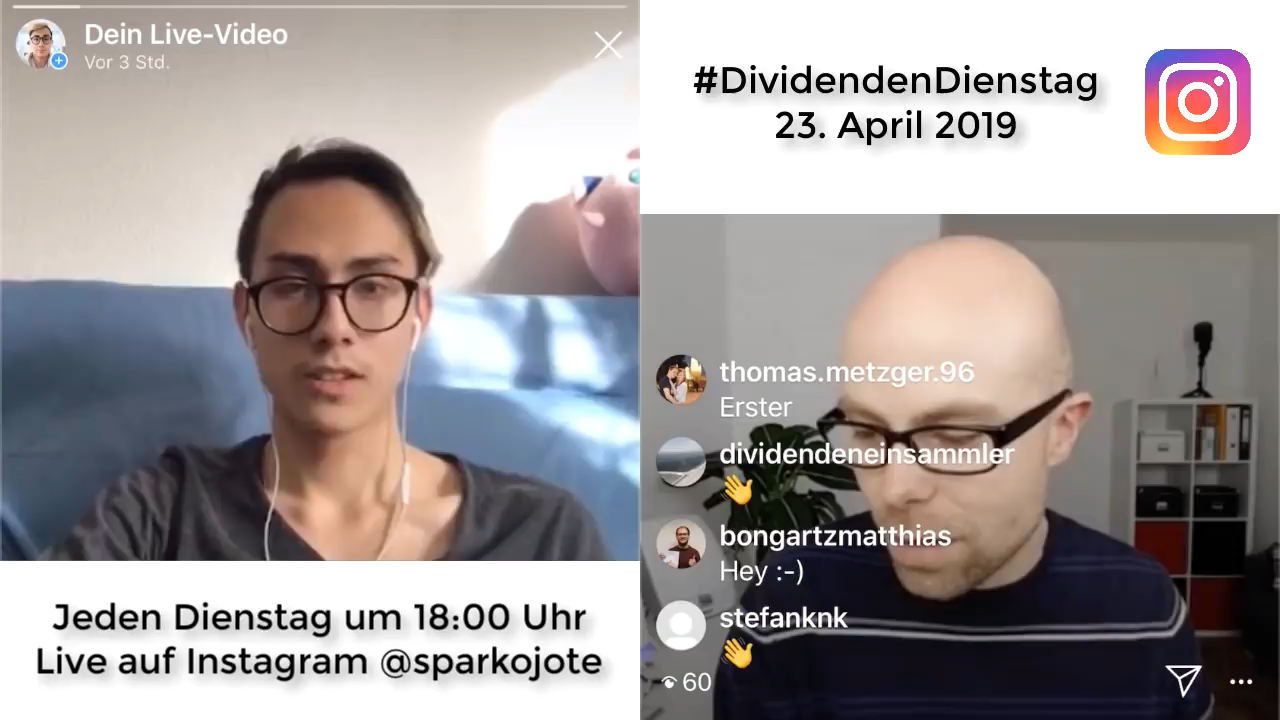 Dein Live-Video
Vor 3 Std.
#DividendenDienstag
23. April 2019
thomas.metzger.96
Erster
dividendeneinsammler
👋
bongartzmatthias
Hey :-)
stefanknk
👋
60
Jeden Dienstag um 18:00 Uhr
Live auf Instagram @sparkojote